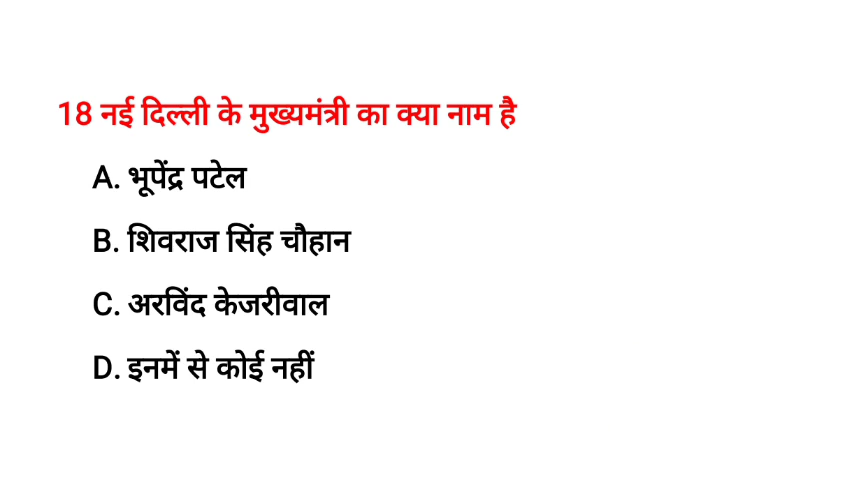 18 नई दिल्ली के मुख्यमंत्री का क्या नाम है
A. भूपेंद्र पटेल
B. शिवराज सिंह चौहान
C. अरविंद केजरीवाल
D. इनमें से कोई नहीं